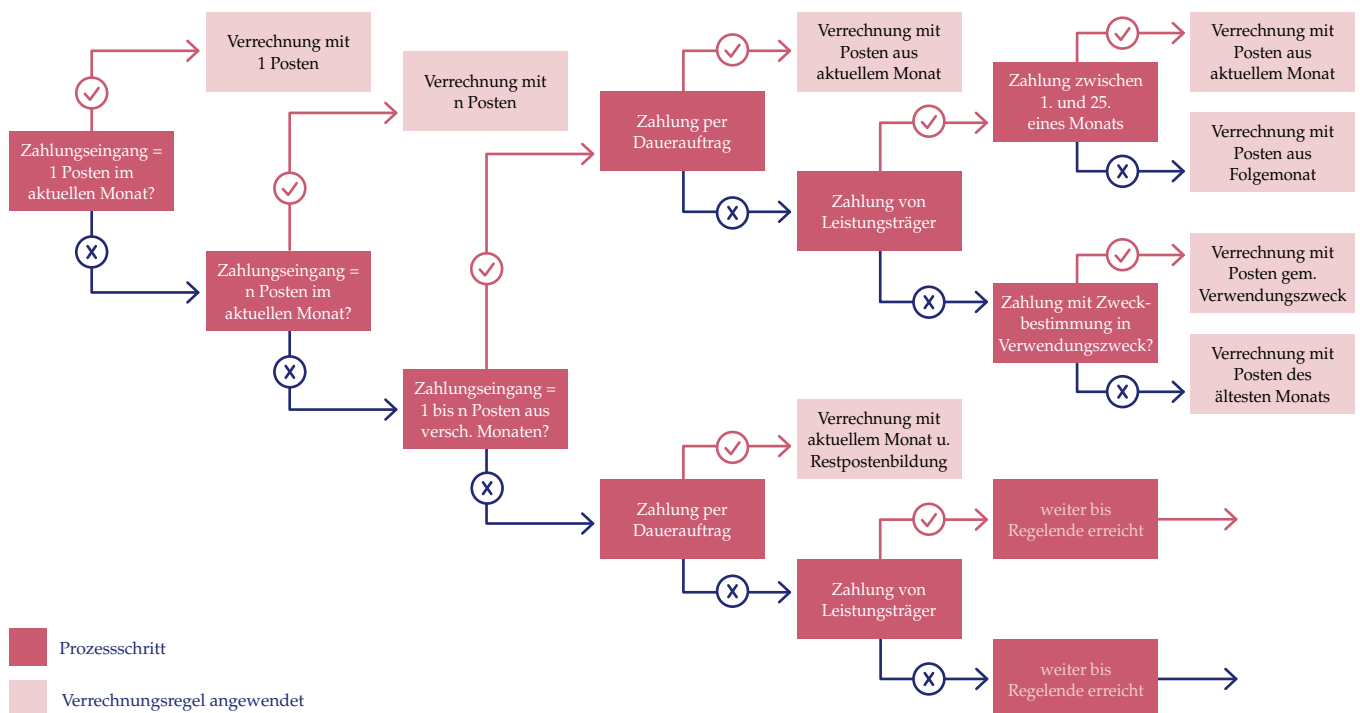 Verrechnung mit
1 Posten
Verrechnung mit
n Posten
Verrechnung mit
Posten aus
aktuellem Monat
Verrechnung mit
Posten aus
aktuellem Monat
Zahlungseingang =
1 Posten im
aktuellen Monat?
Zahlung per
Dauerauftrag
Zahlung zwischen
1. und 25.
eines Monats
Verrechnung mit
Posten aus
Folgemonat
Zahlung von
Leistungsträger
Zahlungseingang =
n Posten im
aktuellen Monat?
Verrechnung mit
Posten gem.
Verwendungszweck
Zahlung mit Zweck-
bestimmung in
Verwendungszweck?
Verrechnung mit
Posten des
ältesten Monats
Zahlungseingang =
1 bis n Posten aus
versch. Monaten?
Verrechnung mit
aktuellem Monat u.
Restpostenbildung
Zahlung per
Dauerauftrag
weiter bis
Regelende erreicht
Zahlung von
Leistungsträger
weiter bis
Regelende erreicht
Prozessschritt
Verrechnungsregel angewendet